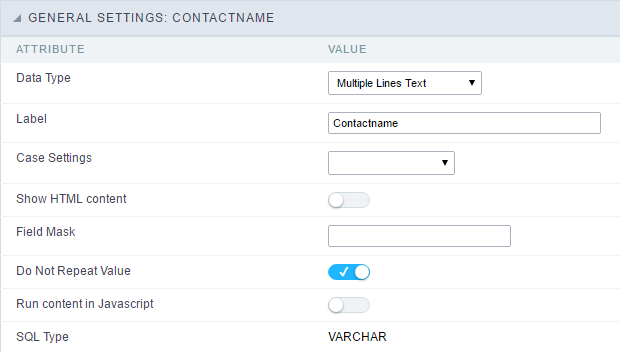 GENERAL SETTINGS: CONTACTNAME
ATTRIBUTE VALUE
Data Type Multiple Lines Text
Label Contactname
Case Settings
Show HTML content
Field Mask
Do Not Repeat Value
Run content in Javascript
SQL Type VARCHAR